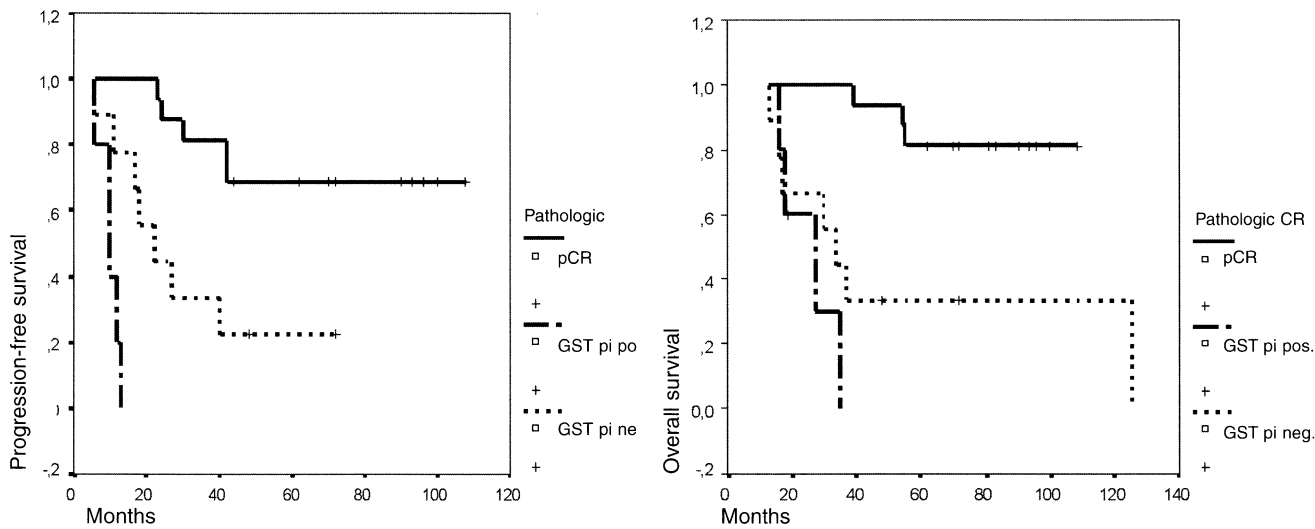 1,2
1,0
,8
,6
,4
,2
-,2
Progression-free survival
0 20 40 60 80 100 120
Months
Pathologic
pCR
GST pi po
GST pi ne
1,2
1,0
,8
,6
,4
,2
0,0
-,2
Overall survival
0 20 40 60 80 100 120 140
Months
Pathologic CR
pCR
GST pi pos.
GST pi neg.